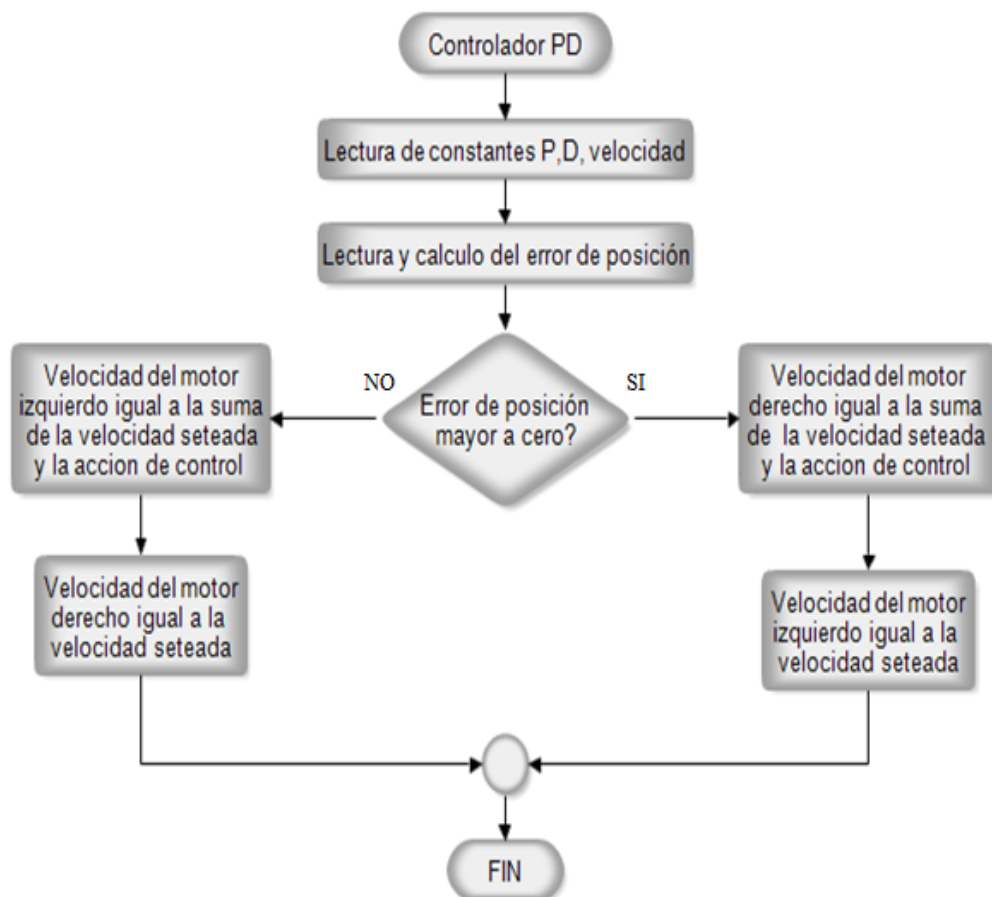 Controlador PD
Lectura de constantes P,D, velocidad
Lectura y calculo del error de posición
NO
Error de posición
mayor a cero?
SI
Velocidad del motor
izquierdo igual a la suma
de la velocidad seteada
y la accion de control
Velocidad del motor
derecho igual a la suma
de la velocidad seteada
y la accion de control
Velocidad del motor
derecho igual a la
velocidad seteada
Velocidad del motor
izquierdo igual a la
velocidad seteada
FIN